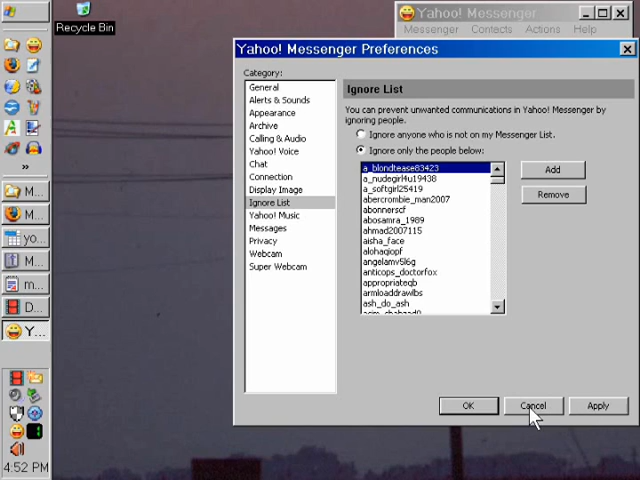 Recycle Bin
Yahoo! Messenger
Messenger Contacts Actions Help
Yahoo! Messenger Preferences
Category:
General
Alerts & Sounds
Appearance
Archive
Calling & Audio
Yahoo! Voice
Chat
Connection
Display Image
Ignore List
Yahoo! Music
Messages
Privacy
Webcam
Super Webcam
Ignore List
You can prevent unwanted communications in Yahoo! Messenger by
ignoring people.
Ignore anyone who is not on my Messenger List.
Ignore only the people below:
a_blondtease83423
a_nudegirl4u19438
a_softgirl25419
abercrombie_man2007
abonnerscf
abosamra_1989
ahmad2007115
aisha_face
alohaqiopf
angelamv5l6g
anticops_doctorfox
appropriateqb
armloaddrawlbs
ash_do_ash
Add
Remove
OK
Cancel
Apply
»
M...
M...
yo...
M...
m...
D...
Y...
4:52 PM